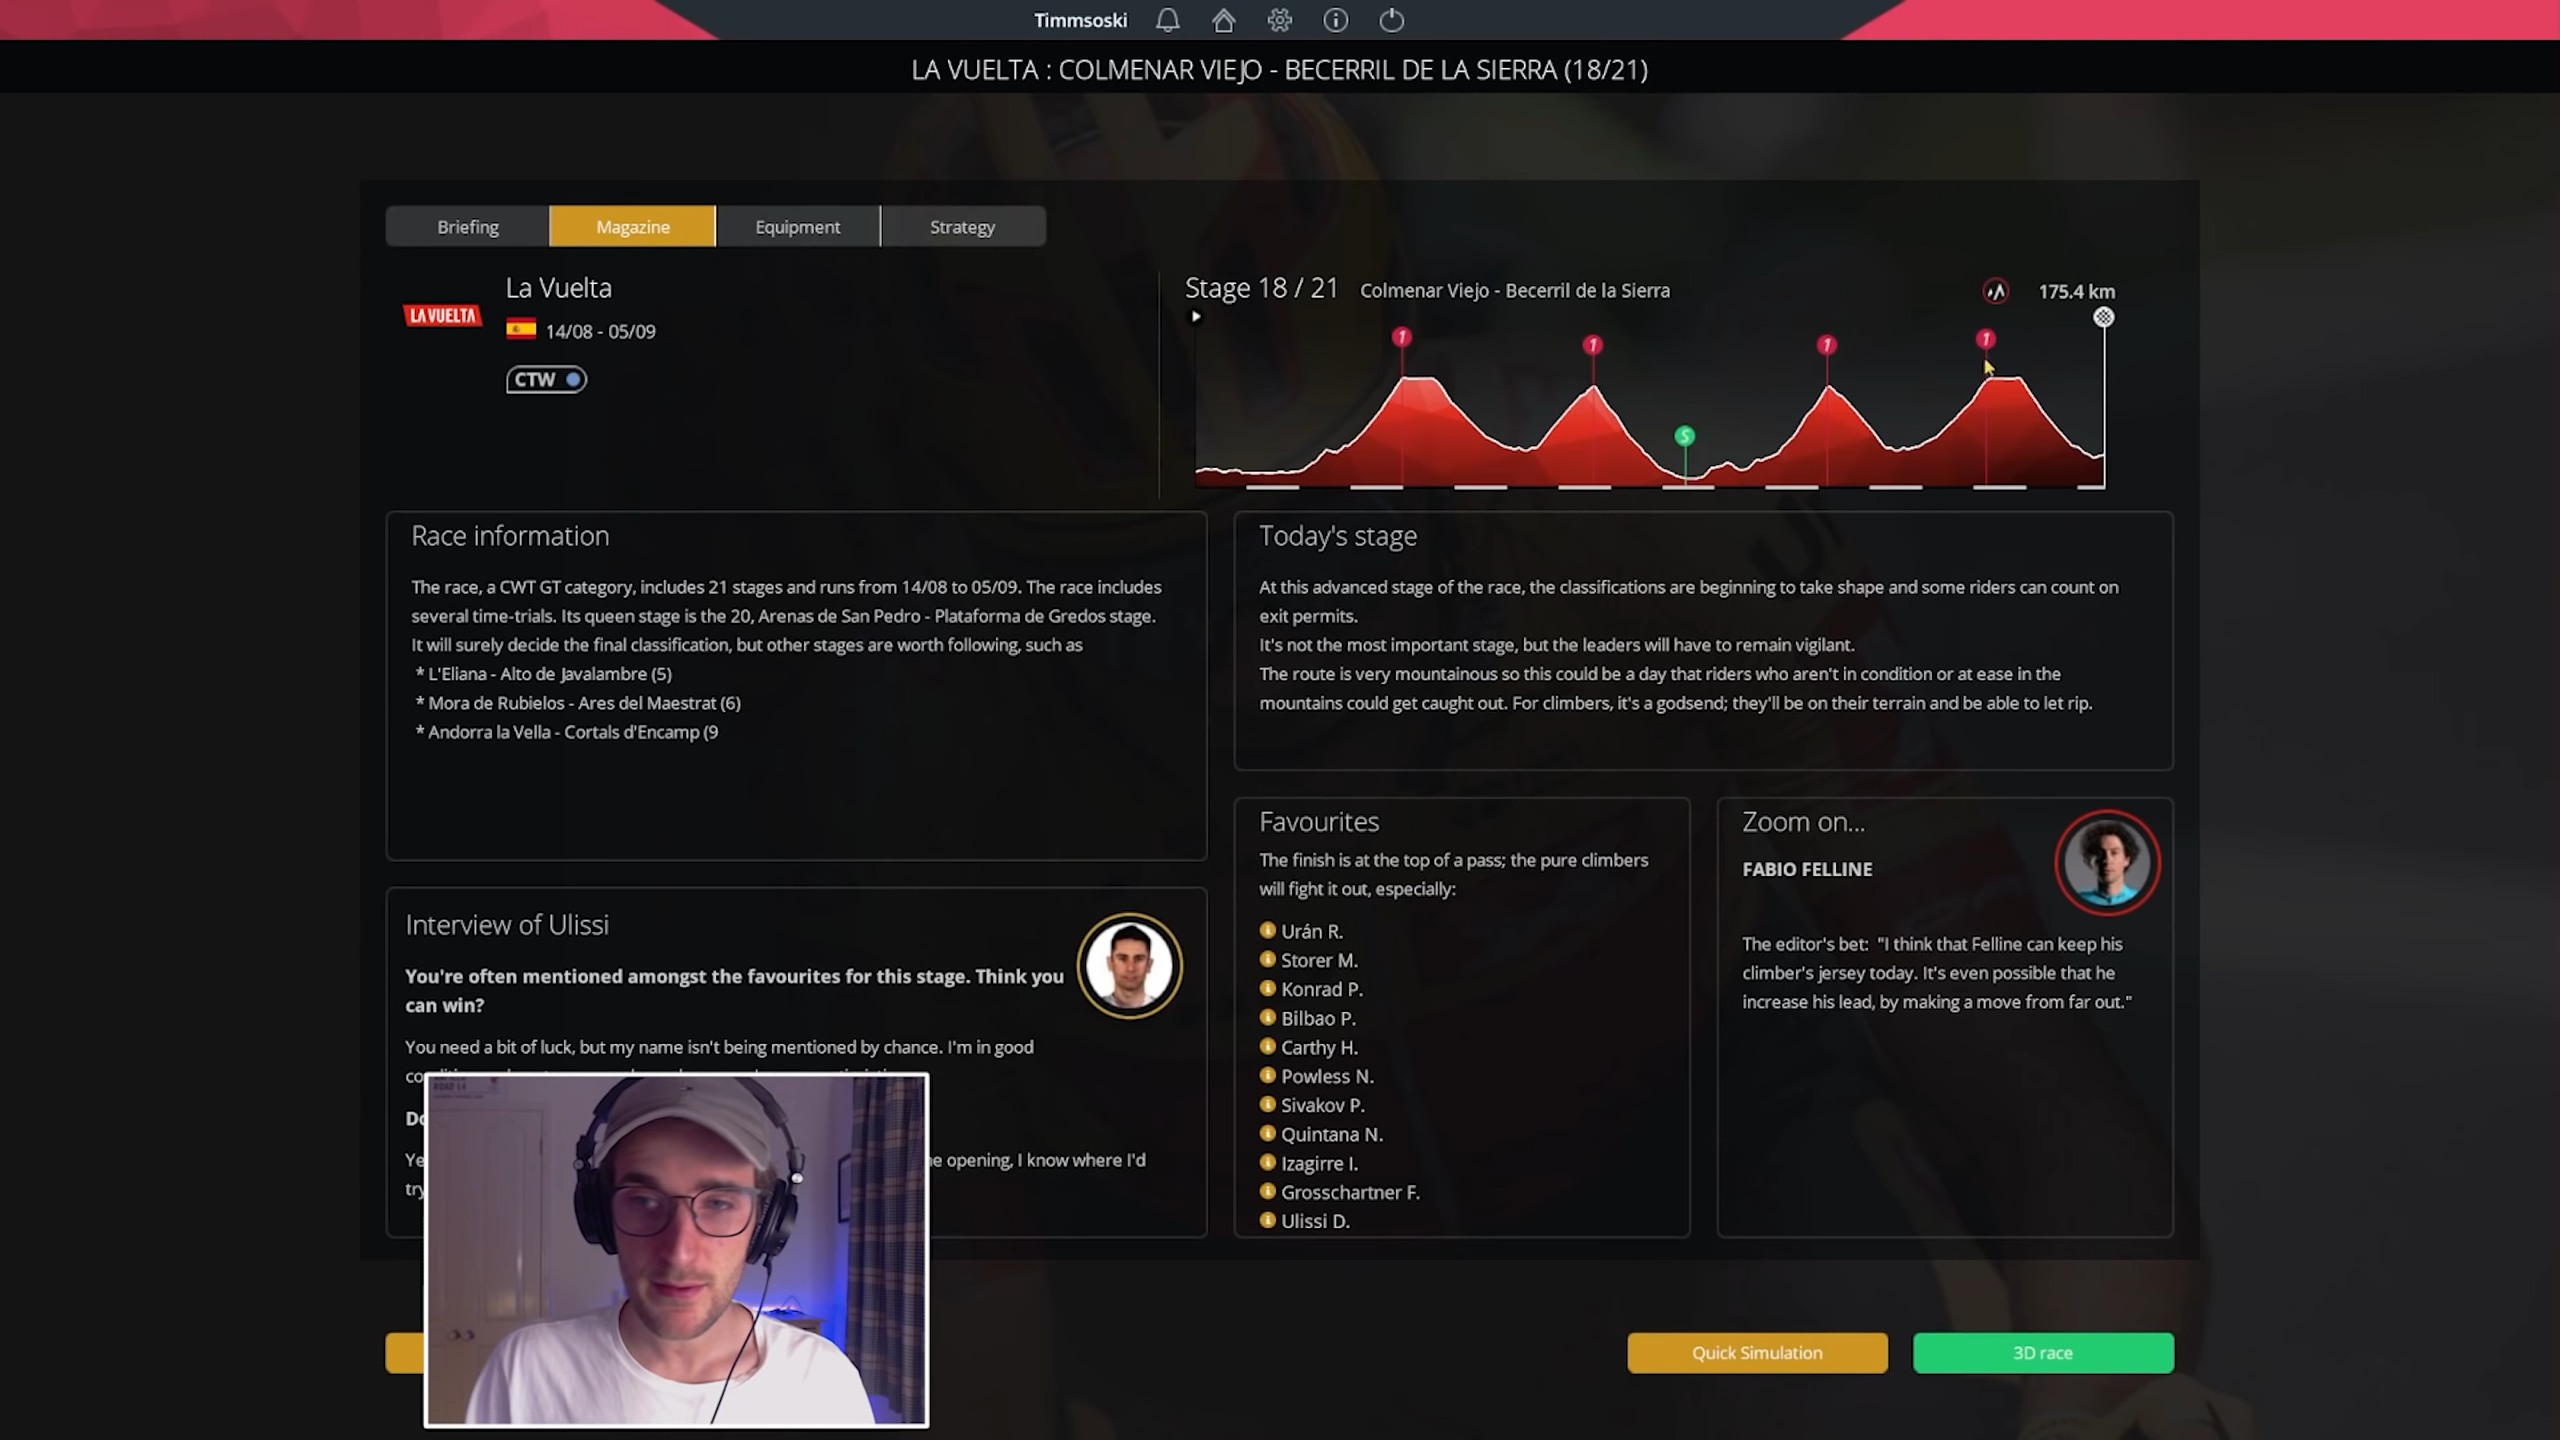 Timmsoski
LA VUELTA : COLMENAR VIEJO - BECERRIL DE LA SIERRA (18/21)
Briefing
Magazine
Equipment
Strategy
LA VUELTA
La Vuelta
14/08 - 05/09
CTW
Stage 18 / 21
Colmenar Viejo - Becerril de la Sierra
175.4 km
1
1
1
1
S
Race information
The race, a CWT GT category, includes 21 stages and runs from 14/08 to 05/09. The race includes
several time-trials. Its queen stage is the 20, Arenas de San Pedro - Plataforma de Gredos stage.
It will surely decide the final classification, but other stages are worth following, such as
* L'Eliana - Alto de Javalambre (5)
* Mora de Rubielos - Ares del Maestrat (6)
* Andorra la Vella - Cortals d'Encamp (9
Today's stage
At this advanced stage of the race, the classifications are beginning to take shape and some riders can count on
exit permits.
It's not the most important stage, but the leaders will have to remain vigilant.
The route is very mountainous so this could be a day that riders who aren't in condition or at ease in the
mountains could get caught out. For climbers, it's a godsend; they'll be on their terrain and be able to let rip.
Interview of Ulissi
You're often mentioned amongst the favourites for this stage. Think you
can win?
You need a bit of luck, but my name isn't being mentioned by chance. I'm in good
opening, I know where I'd
Favourites
The finish is at the top of a pass; the pure climbers
will fight it out, especially:
Urán R.
Storer M.
Konrad P.
Bilbao P.
Carthy H.
Powless N.
Sivakov P.
Quintana N.
Izagirre I.
Grosschartner F.
Ulissi D.
Zoom on...
FABIO FELLINE
The editor's bet: "I think that Felline can keep his
climber's jersey today. It's even possible that he
increase his lead, by making a move from far out."
Quick Simulation
3D race